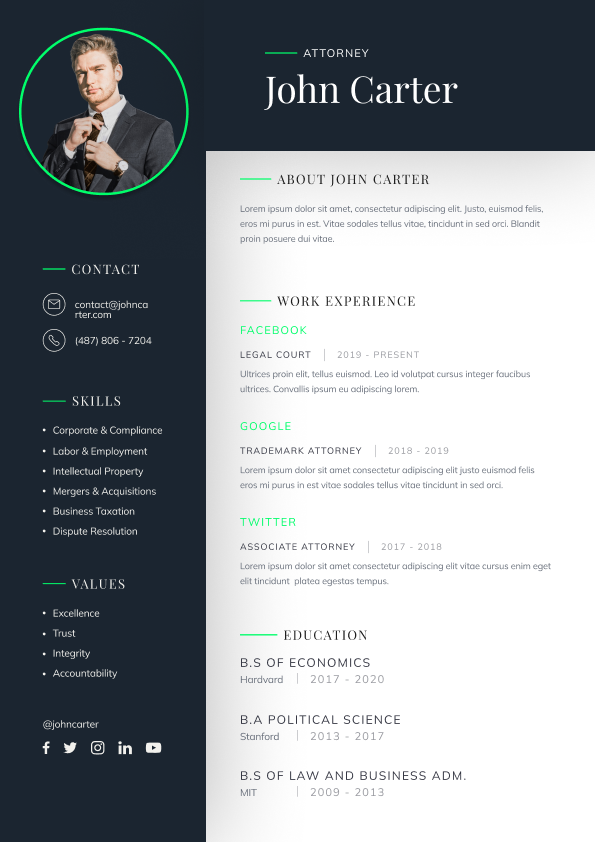 ATTORNEY
John Carter
CONTACT
contact@johnca
rter.com
(487) 806 - 7204
SKILLS
• Corporate & Compliance
• Labor & Employment
• Intellectual Property
• Mergers & Acquisitions
• Business Taxation
• Dispute Resolution
VALUES
• Excellence
• Trust
• Integrity
• Accountability
@johncarter
ABOUT JOHN CARTER
Lorem ipsum dolor sit amet, consectetur adipiscing elit. Justo, euismod felis,
eros mi purus in est. Vitae sodales tellus vitae, tincidunt in sed orci. Blandit
proin posuere dui vitae.
WORK EXPERIENCE
FACEBOOK
LEGAL COURT | 2019 - PRESENT
Ultrices proin elit, tellus euismod. Leo id volutpat cursus integer faucibus
ultrices. Convallis ipsum eu adipiscing lorem.
GOOGLE
TRADEMARK ATTORNEY | 2018 - 2019
Lorem ipsum dolor sit amet consectetur adipiscing elit justo euismod felis
eros mi purus in est vitae sodales tellus vitae tincidunt in sed orci.
TWITTER
ASSOCIATE ATTORNEY | 2017 - 2018
Lorem ipsum dolor sit amet consectetur adipiscing elit vitae cursus enim eget
elit tincidunt platea egestas tempus.
EDUCATION
B.S OF ECONOMICS
Hardvard | 2017 - 2020
B.A POLITICAL SCIENCE
Stanford | 2013 - 2017
B.S OF LAW AND BUSINESS ADM.
MIT | 2009 - 2013